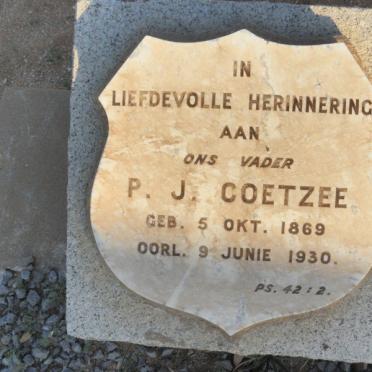 IN
LIEFDEVOLLE HERINNERING
AAN
ONS VADER
P. J. COETZEE
GEB. 5 OKT. 1869
OORL. 9 JUNIE 1930.
PS. 42:2.